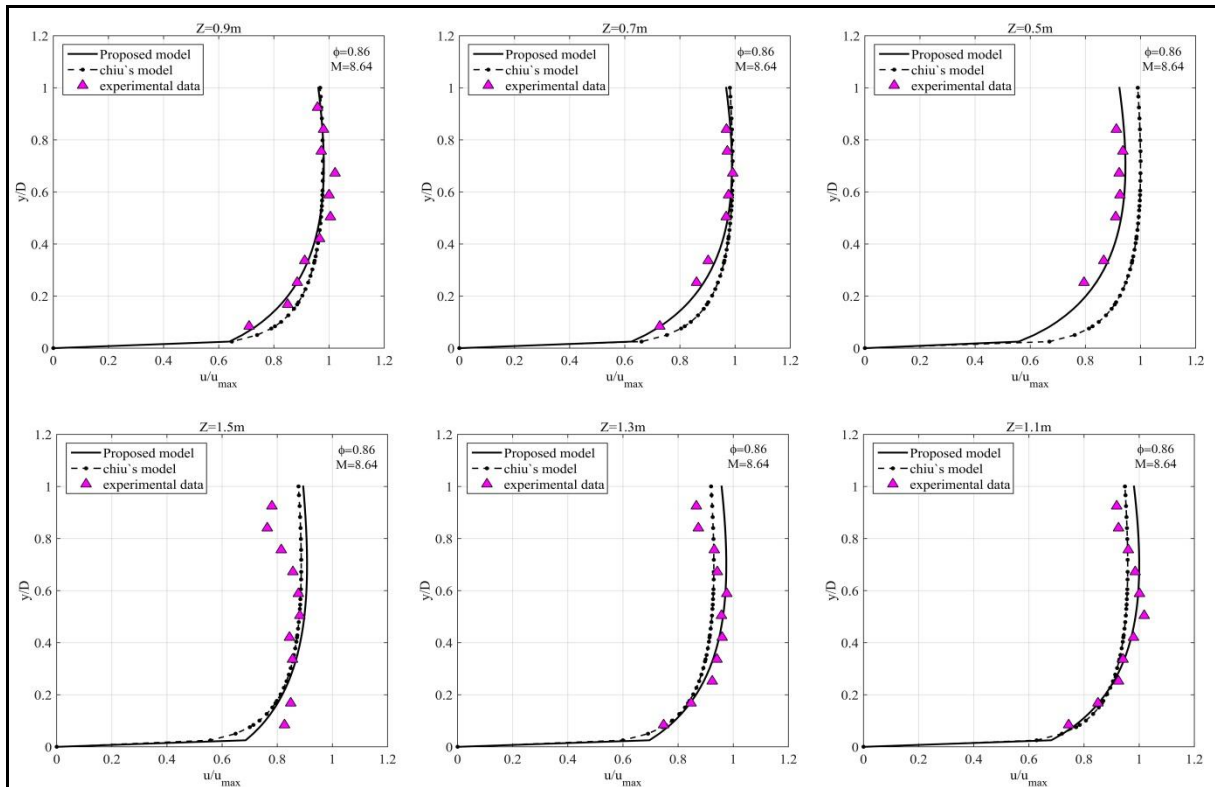 Z=0.9m
1.2
1
0.8
0.6
0.4
0.2
0
y/D
Proposed model
chiu`s model
experimental data
ϕ=0.86
M=8.64
0 0.2 0.4 0.6 0.8 1 1.2
u/u_max
Z=0.7m
1.2
1
0.8
0.6
0.4
0.2
0
y/D
Proposed model
chiu`s model
experimental data
ϕ=0.86
M=8.64
0 0.2 0.4 0.6 0.8 1 1.2
u/u_max
Z=0.5m
1.2
1
0.8
0.6
0.4
0.2
0
y/D
Proposed model
chiu`s model
experimental data
ϕ=0.86
M=8.64
0 0.2 0.4 0.6 0.8 1 1.2
u/u_max
Z=1.5m
1.2
1
0.8
0.6
0.4
0.2
0
y/D
Proposed model
chiu`s model
experimental data
ϕ=0.86
M=8.64
0 0.2 0.4 0.6 0.8 1 1.2
u/u_max
Z=1.3m
1.2
1
0.8
0.6
0.4
0.2
0
y/D
Proposed model
chiu`s model
experimental data
ϕ=0.86
M=8.64
0 0.2 0.4 0.6 0.8 1 1.2
u/u_max
Z=1.1m
1.2
1
0.8
0.6
0.4
0.2
0
y/D
Proposed model
chiu`s model
experimental data
ϕ=0.86
M=8.64
0 0.2 0.4 0.6 0.8 1 1.2
u/u_max